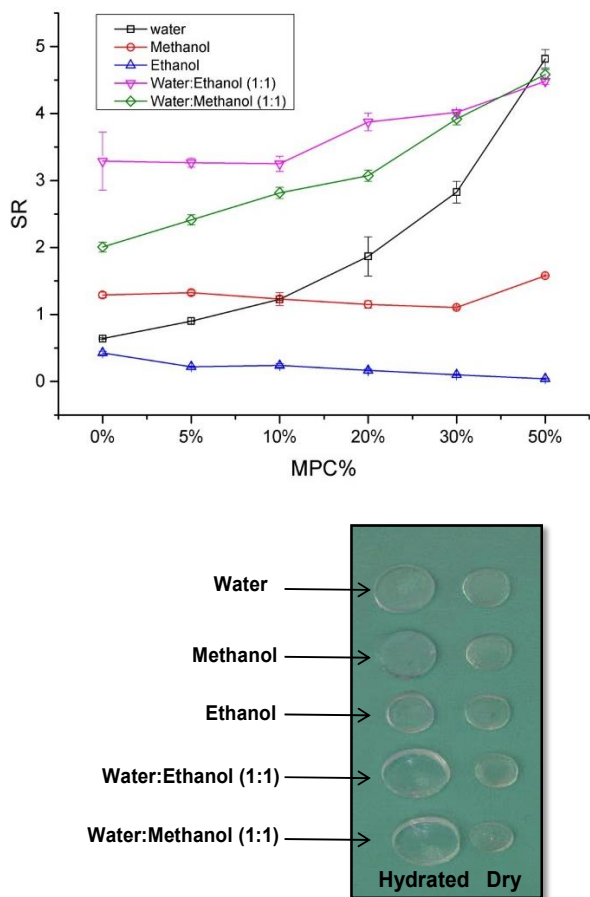 water
Methanol
Ethanol
Water:Ethanol (1:1)
Water:Methanol (1:1)
5
4
3
2
1
0
SR
0% 5% 10% 20% 30% 50%
MPC%
Water
Methanol
Ethanol
Water:Ethanol (1:1)
Water:Methanol (1:1)
Hydrated Dry